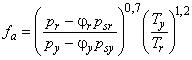 f_a = ((p_r − φ_r p_sr) / (p_y − φ_y p_sy))^0,7 (T_y / T_r)^1,2